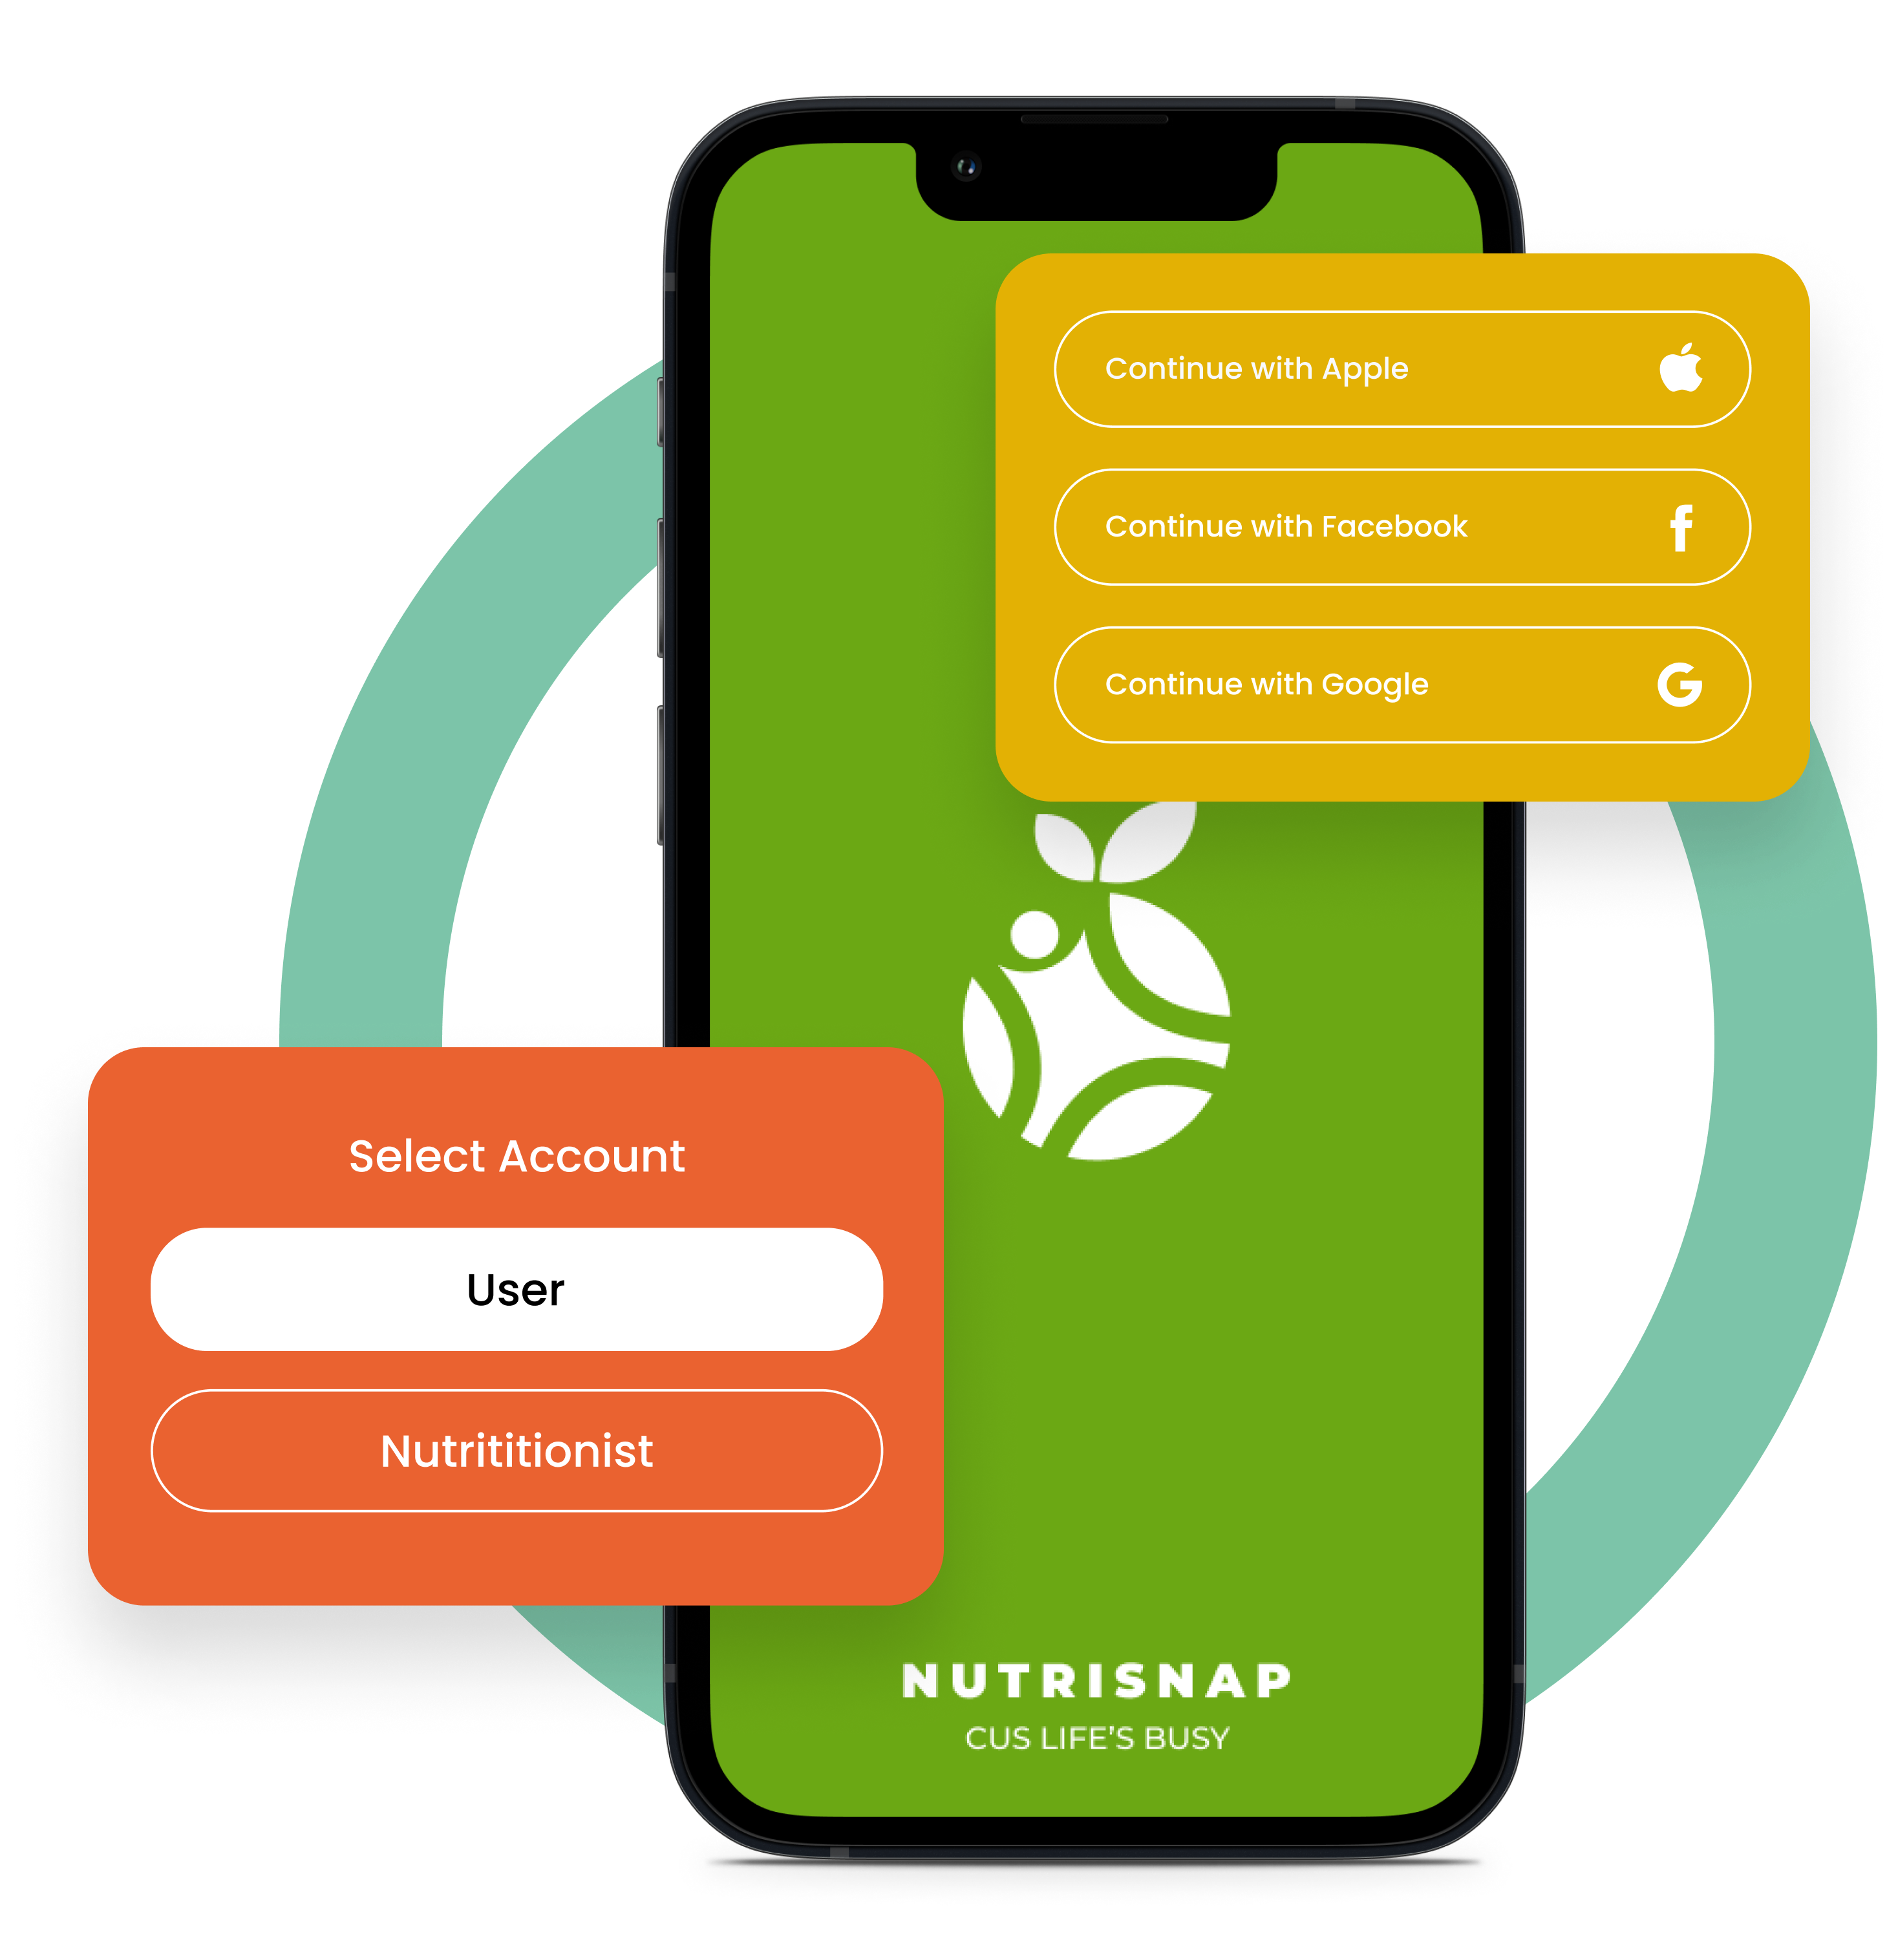 Continue with Apple
Continue with Facebook
Continue with Google
Select Account
User
Nutrititionist
NUTRISNAP
CUS LIFE'S BUSY